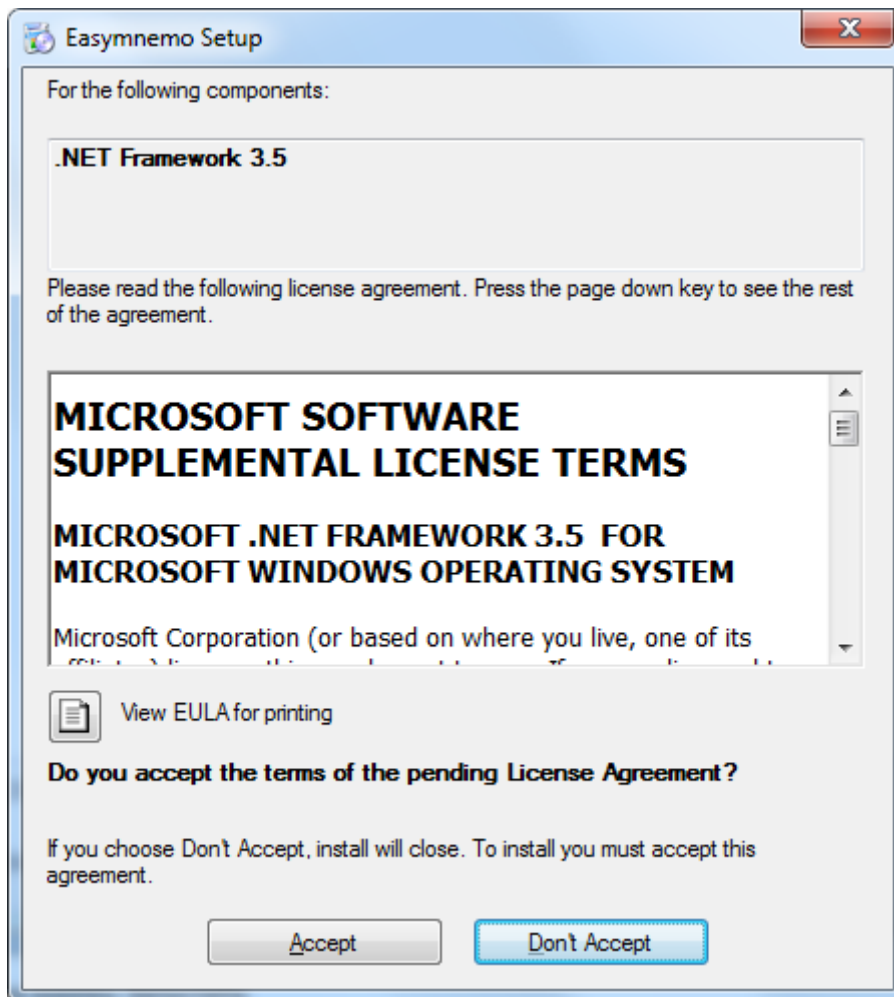 Easymnemo Setup
For the following components:
.NET Framework 3.5
Please read the following license agreement. Press the page down key to see the rest
of the agreement.
MICROSOFT SOFTWARE
SUPPLEMENTAL LICENSE TERMS
MICROSOFT .NET FRAMEWORK 3.5 FOR
MICROSOFT WINDOWS OPERATING SYSTEM
Microsoft Corporation (or based on where you live, one of its
View EULA for printing
Do you accept the terms of the pending License Agreement?
If you choose Don't Accept, install will close. To install you must accept this
agreement.
Accept
Don't Accept